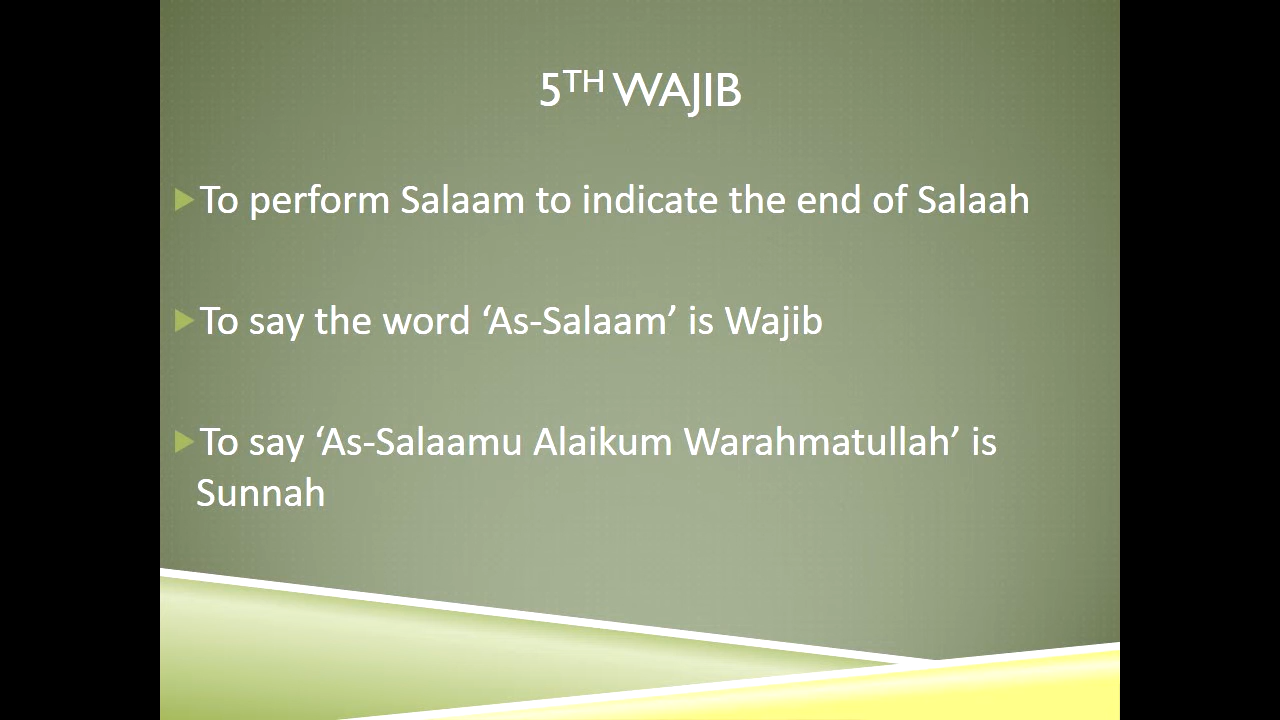 5TH WAJIB
To perform Salaam to indicate the end of Salaah
To say the word ‘As-Salaam’ is Wajib
To say ‘As-Salaamu Alaikum Warahmatullah’ is
Sunnah